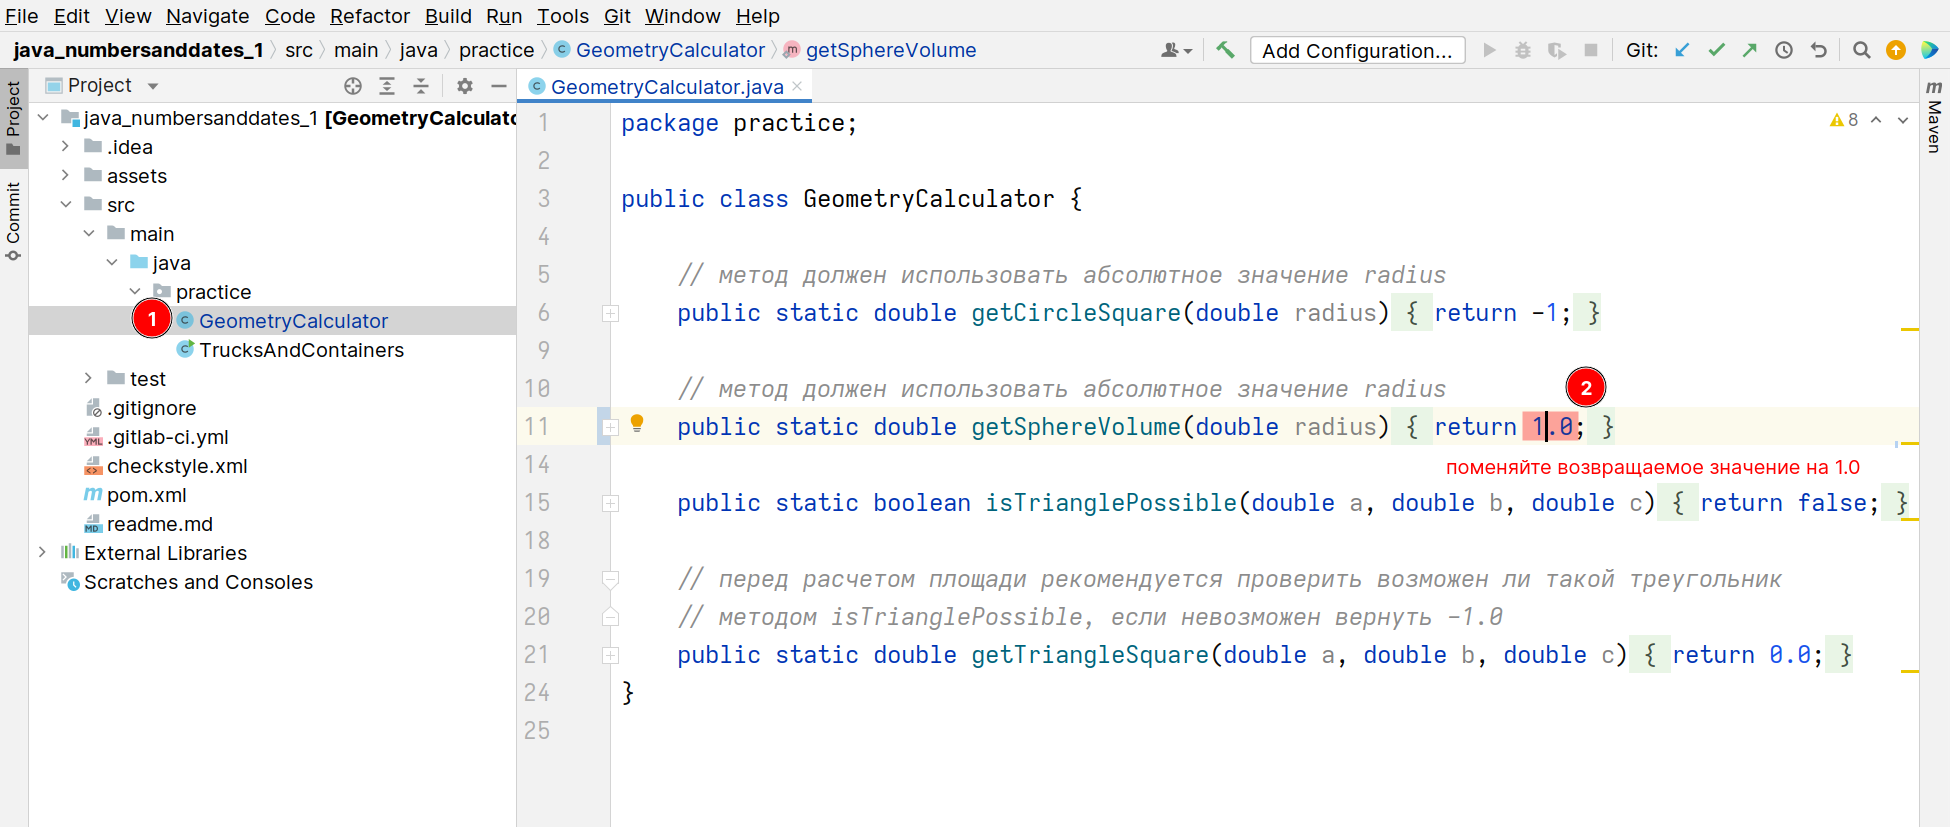 File Edit View Navigate Code Refactor Build Run Tools Git Window Help
java_numbersanddates_1 src main java practice GeometryCalculator getSphereVolume Add Configuration... Git:
Project
GeometryCalculator.java
Project
Commit
Maven
java_numbersanddates_1 [GeometryCalculato
.idea
assets
src
main
java
practice
1 GeometryCalculator
TrucksAndContainers
test
.gitignore
.gitlab-ci.yml
checkstyle.xml
pom.xml
readme.md
External Libraries
Scratches and Consoles
8
1 package practice;
2
3 public class GeometryCalculator {
4
5 // метод должен использовать абсолютное значение radius
6 public static double getCircleSquare(double radius) { return -1; }
9
10 // метод должен использовать абсолютное значение radius
2
11 public static double getSphereVolume(double radius) { return 1.0; }
14
поменяйте возвращаемое значение на 1.0
15 public static boolean isTrianglePossible(double a, double b, double c) { return false; }
18
19 // перед расчетом площади рекомендуется проверить возможен ли такой треугольник
20 // методом isTrianglePossible, если невозможен вернуть -1.0
21 public static double getTriangleSquare(double a, double b, double c) { return 0.0; }
24 }
25